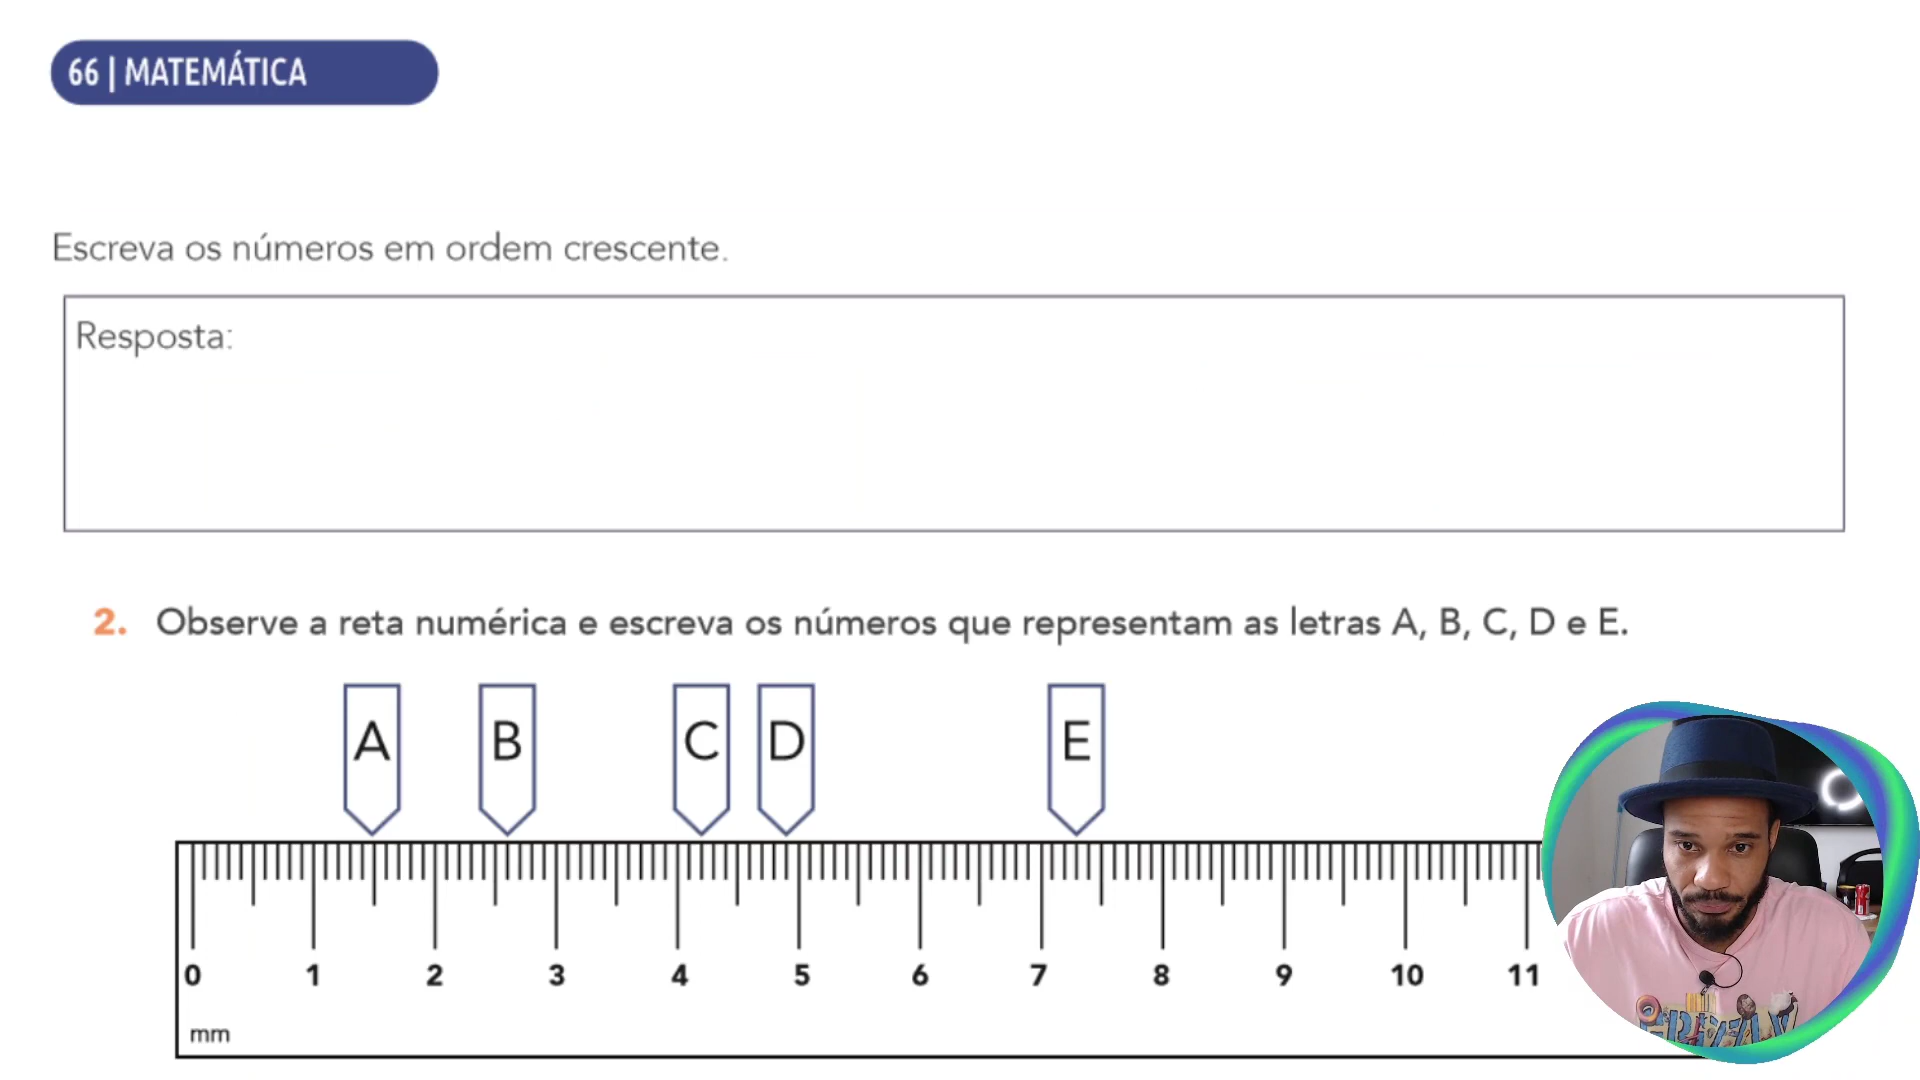 66 | MATEMÁTICA
Escreva os números em ordem crescente.
Resposta:
2. Observe a reta numérica e escreva os números que representam as letras A, B, C, D e E.
A B C D E
0 1 2 3 4 5 6 7 8 9 10 11
mm